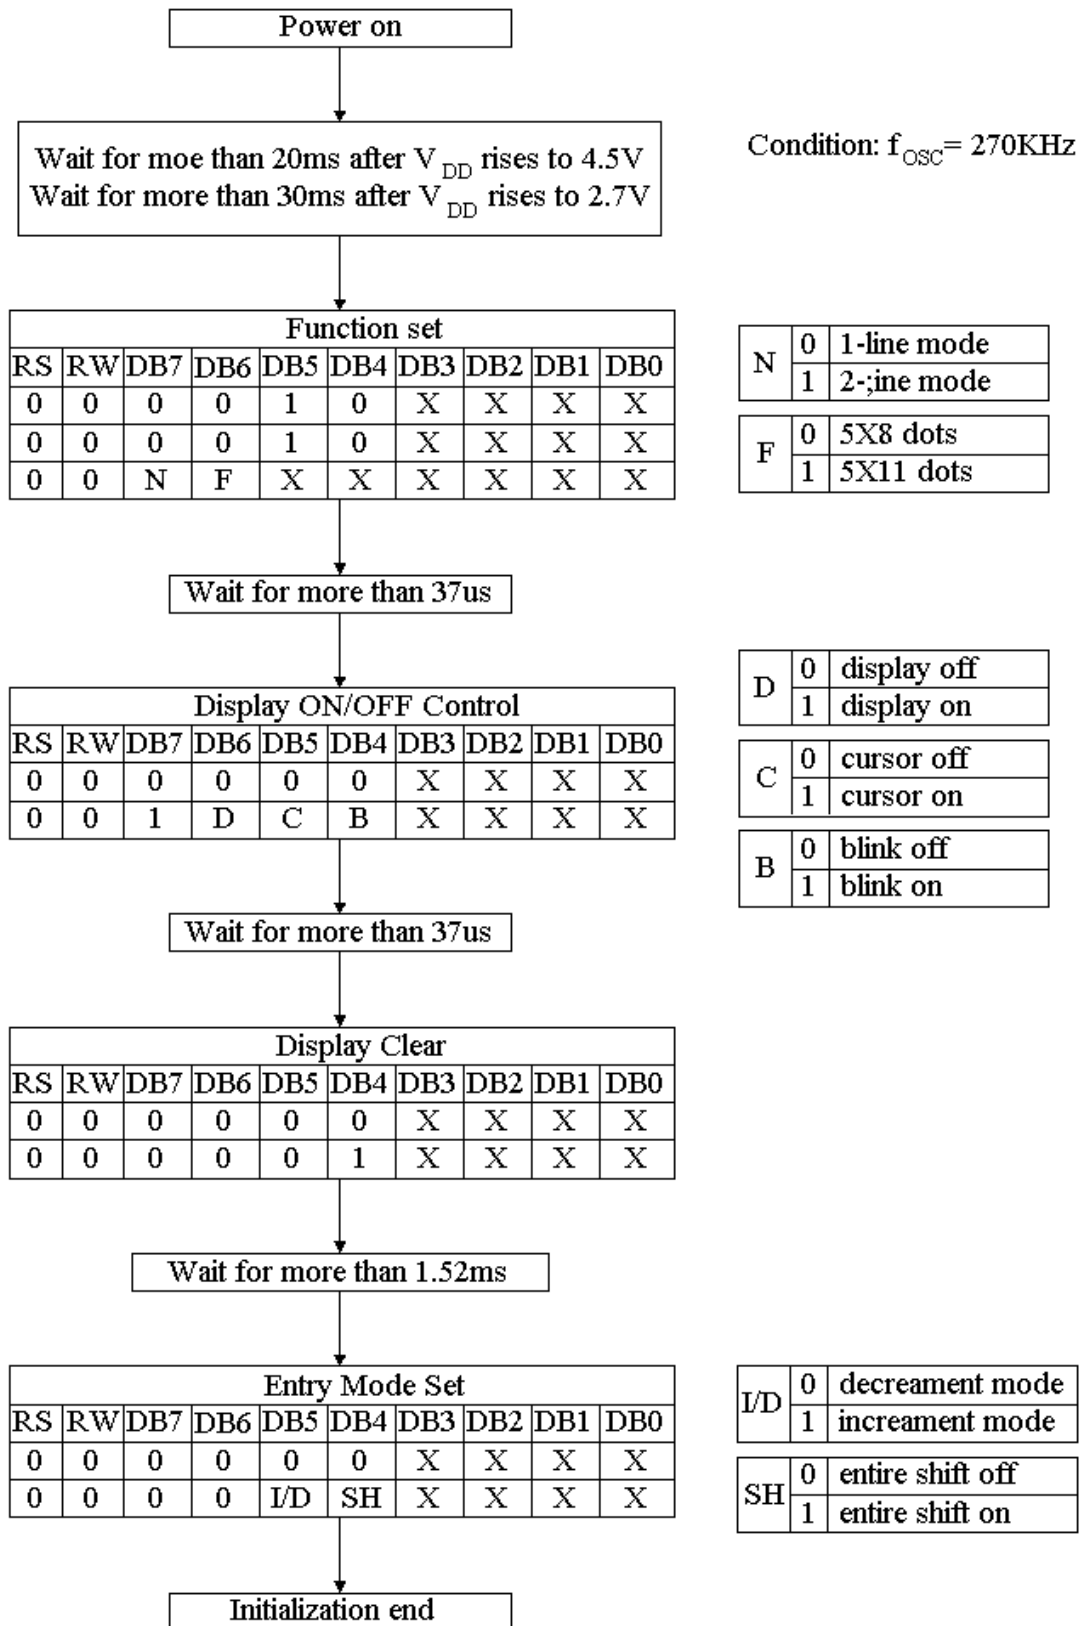 Power on
Wait for moe than 20ms after VDD rises to 4.5V
Wait for more than 30ms after VDD rises to 2.7V
Condition: fOSC= 270KHz
Function set
RS RW DB7 DB6 DB5 DB4 DB3 DB2 DB1 DB0
0 0 0 0 1 0 X X X X
0 0 0 0 1 0 X X X X
0 0 N F X X X X X X
N
0 1-line mode
1 2-;ine mode
F
0 5X8 dots
1 5X11 dots
Wait for more than 37us
Display ON/OFF Control
RS RW DB7 DB6 DB5 DB4 DB3 DB2 DB1 DB0
0 0 0 0 0 0 X X X X
0 0 1 D C B X X X X
D
0 display off
1 display on
C
0 cursor off
1 cursor on
B
0 blink off
1 blink on
Wait for more than 37us
Display Clear
RS RW DB7 DB6 DB5 DB4 DB3 DB2 DB1 DB0
0 0 0 0 0 0 X X X X
0 0 0 0 0 1 X X X X
Wait for more than 1.52ms
Entry Mode Set
RS RW DB7 DB6 DB5 DB4 DB3 DB2 DB1 DB0
0 0 0 0 0 0 X X X X
0 0 0 0 I/D SH X X X X
I/D
0 decreament mode
1 increament mode
SH
0 entire shift off
1 entire shift on
Initialization end